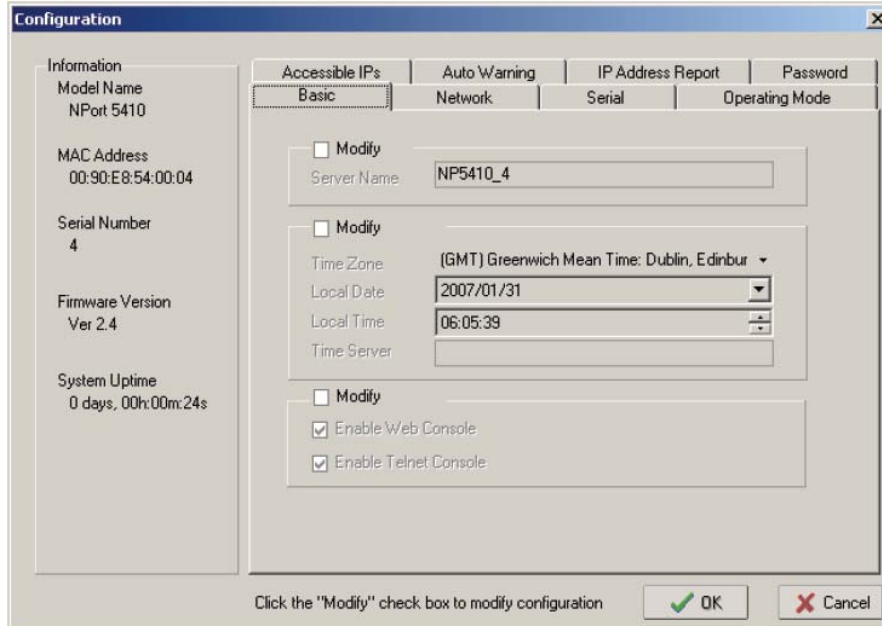 Configuration
Information
Model Name
NPort 5410
MAC Address
00:90:E8:54:00:04
Serial Number
4
Firmware Version
Ver 2.4
System Uptime
0 days, 00h:00m:24s
Accessible IPs
Auto Warning
IP Address Report
Password
Basic
Network
Serial
Operating Mode
Modify
Server Name
NP5410_4
Modify
Time Zone
(GMT) Greenwich Mean Time: Dublin, Edinbur
Local Date
2007/01/31
Local Time
06:05:39
Time Server
Modify
Enable Web Console
Enable Telnet Console
Click the "Modify" check box to modify configuration
OK
Cancel